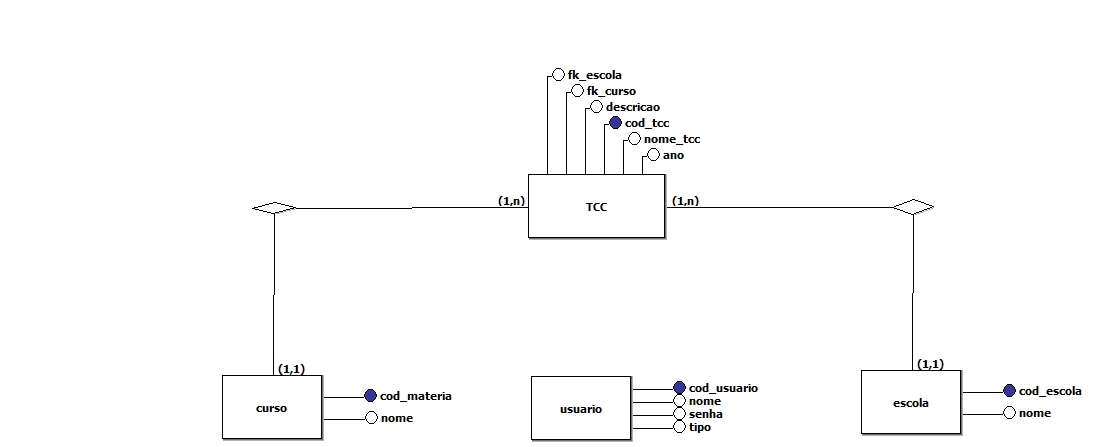 fk_escola
fk_curso
descricao
cod_tcc
nome_tcc
ano
(1,n)
TCC
(1,n)
(1,1)
(1,1)
curso
cod_materia
nome
usuario
cod_usuario
nome
senha
tipo
escola
cod_escola
nome